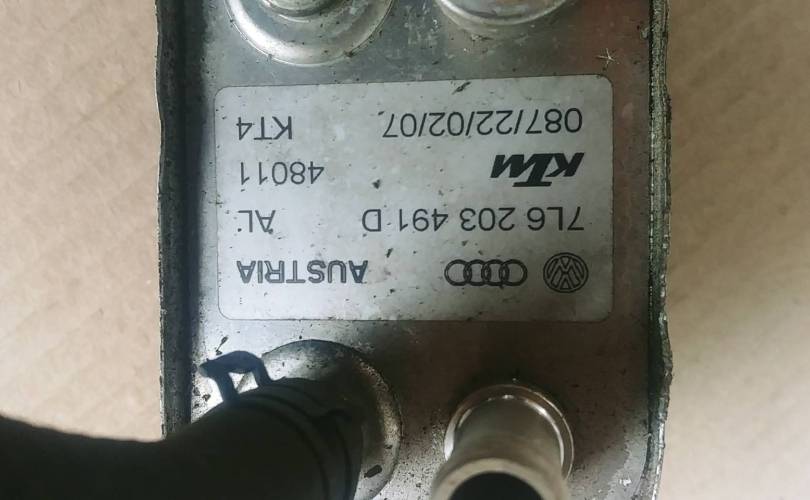 AUSTRIA
7L6 203 491 D AL
KTM 48011
087/22/02/07 KT4